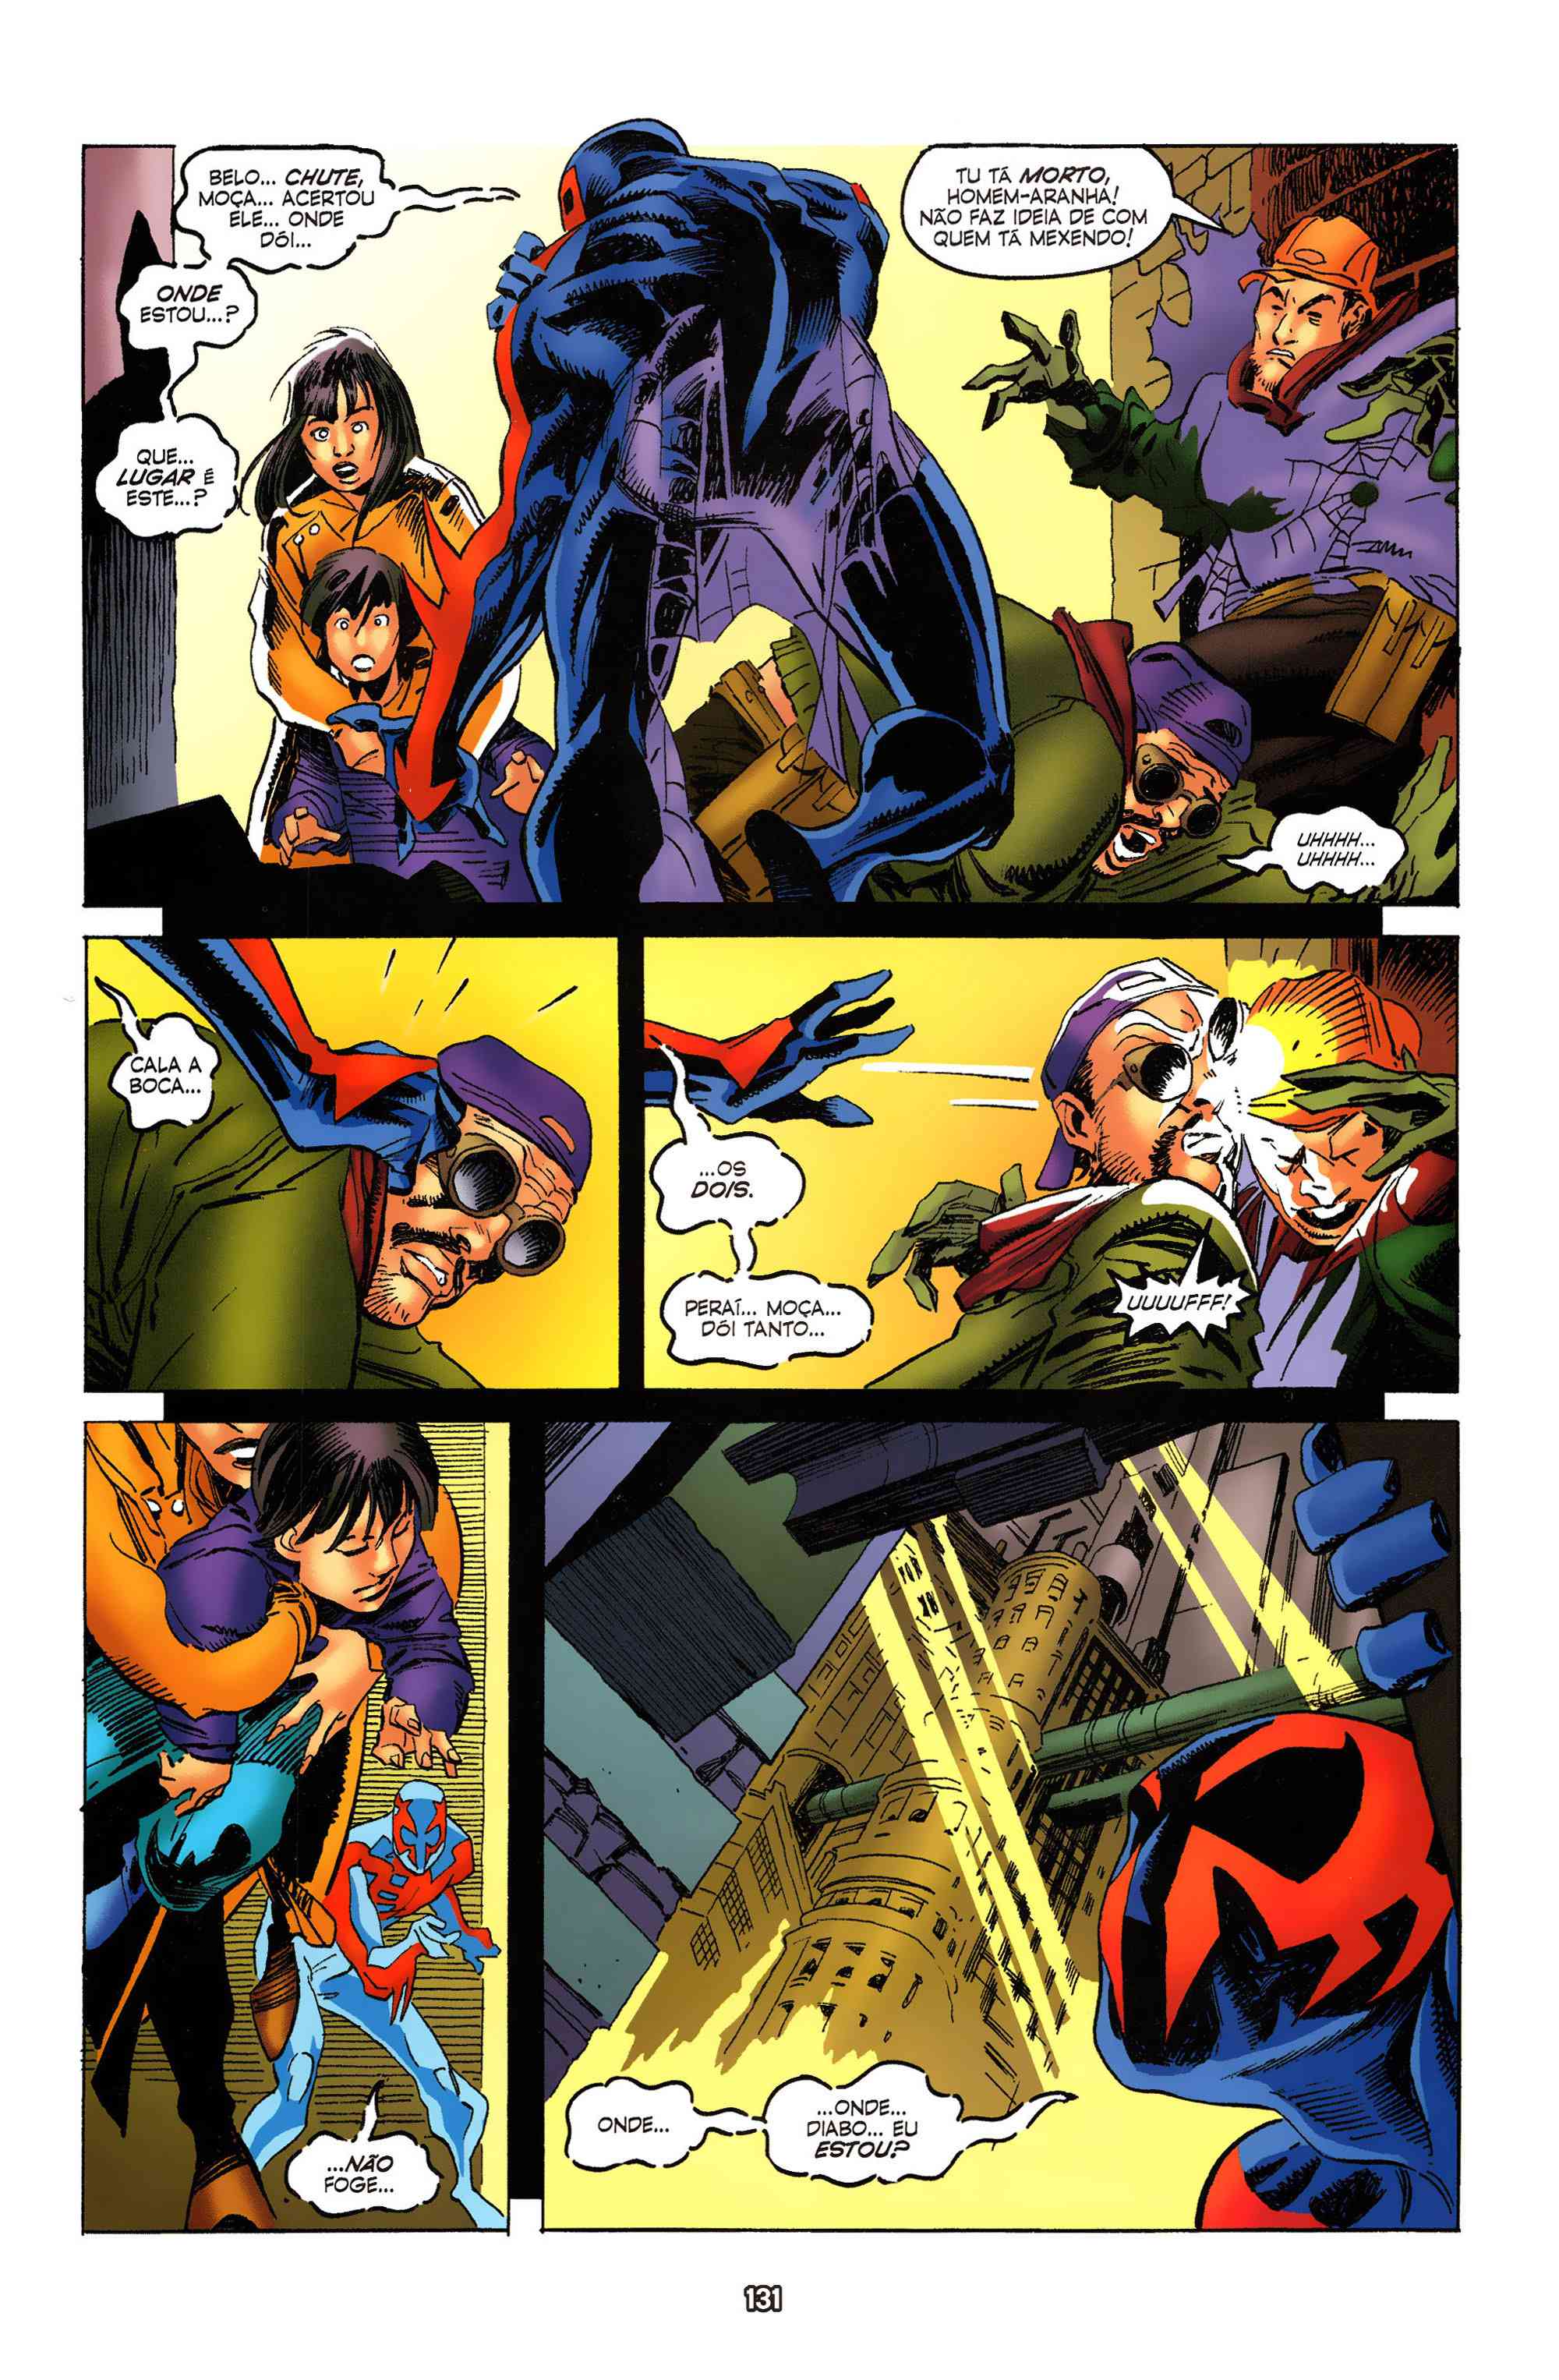 BELO... CHUTE,
MOÇA... ACERTOU
ELE... ONDE
DÓI...
ONDE
ESTOU...?
QUE...
LUGAR É
ESTE...?
TU TÁ MORTO,
HOMEM-ARANHA!
NÃO FAZ IDEIA DE COM
QUEM TÁ MEXENDO!
UHHHH...
UHHHH...
CALA A
BOCA...
...OS
DOIS.
PERAÍ... MOÇA...
DÓI TANTO...
UUUUFFF!
...NÃO
FOGE...
ONDE...
...ONDE...
DIABO... EU
ESTOU?
131